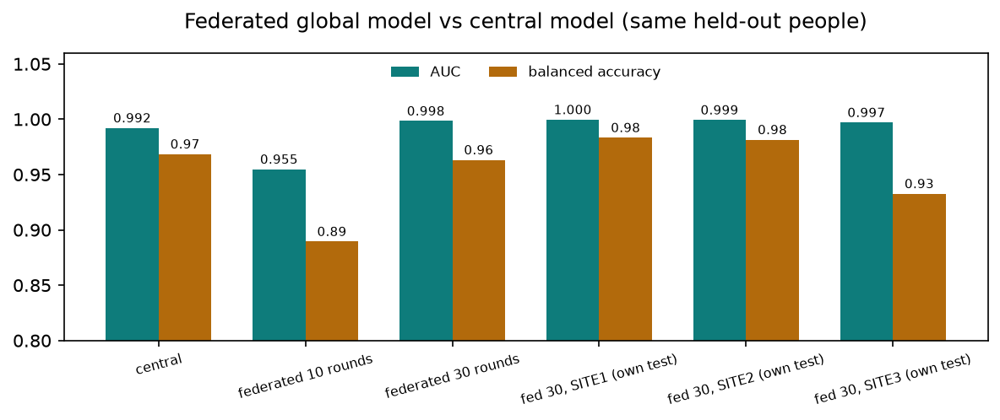 Federated global model vs central model (same held-out people)
AUC
balanced accuracy
1.05
1.00
0.95
0.90
0.85
0.80
0.992
0.97
0.955
0.89
0.998
0.96
1.000
0.98
0.999
0.98
0.997
0.93
central
federated 10 rounds
federated 30 rounds
fed 30, SITE1 (own test)
fed 30, SITE2 (own test)
fed 30, SITE3 (own test)